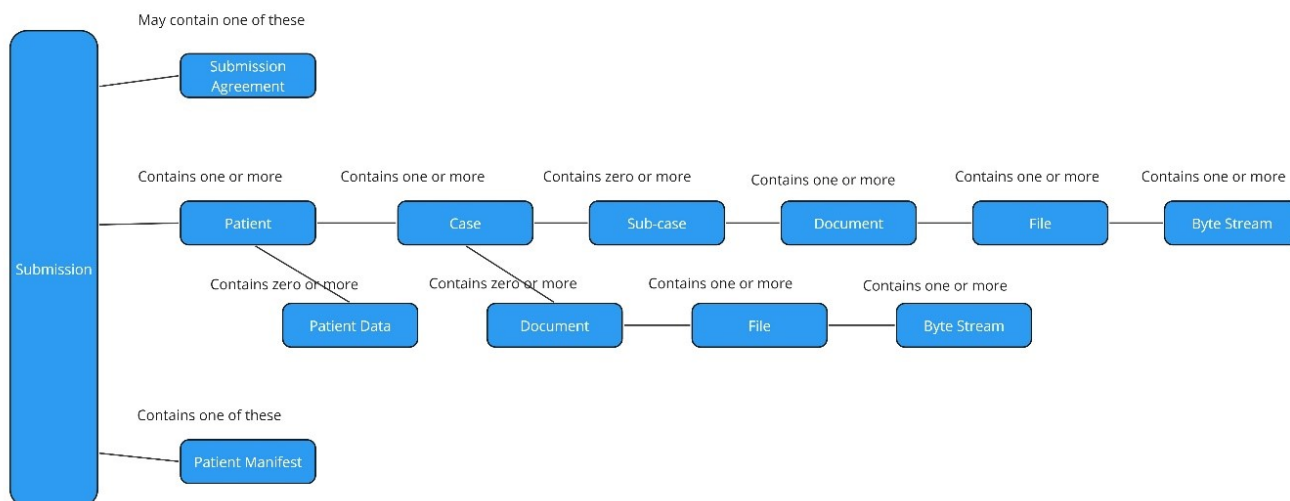 May contain one of these
Submission
Agreement
Contains one or more
Contains one or more
Contains zero or more
Contains one or more
Contains one or more
Contains one or more
Patient
Case
Sub-case
Document
File
Byte Stream
Submission
Contains zero or more
Contains zero or more
Contains one or more
Contains one or more
Patient Data
Document
File
Byte Stream
Contains one of these
Patient Manifest